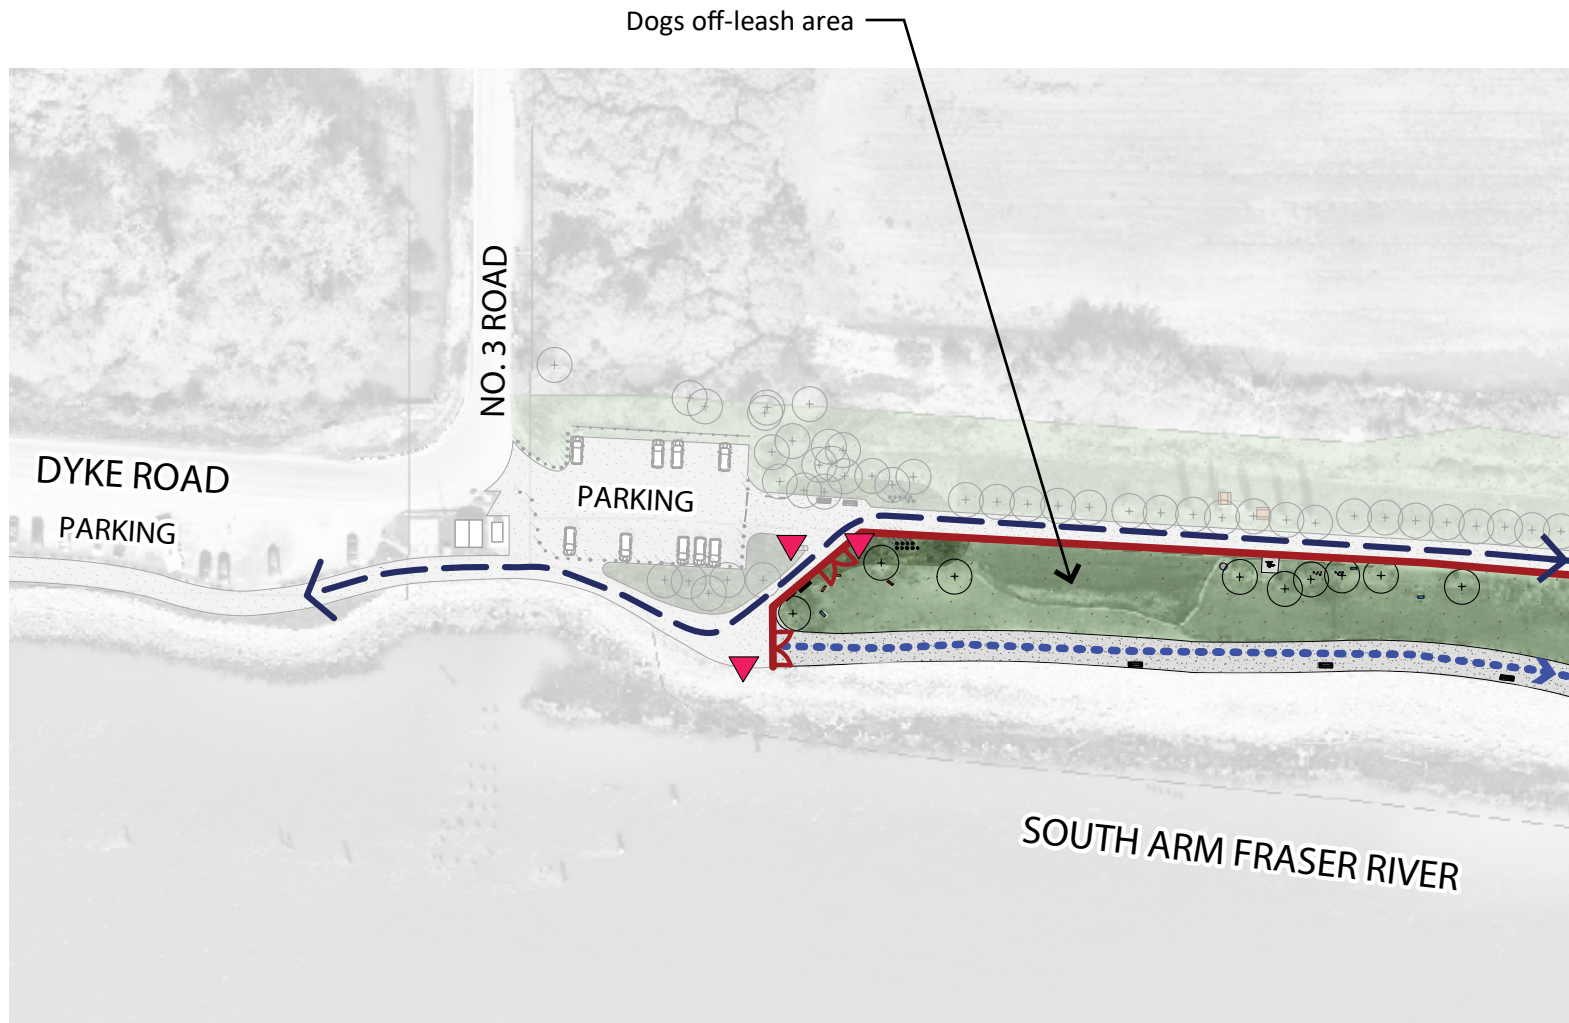 Dogs off-leash area
NO. 3 ROAD
DYKE ROAD
PARKING
PARKING
SOUTH ARM FRASER RIVER